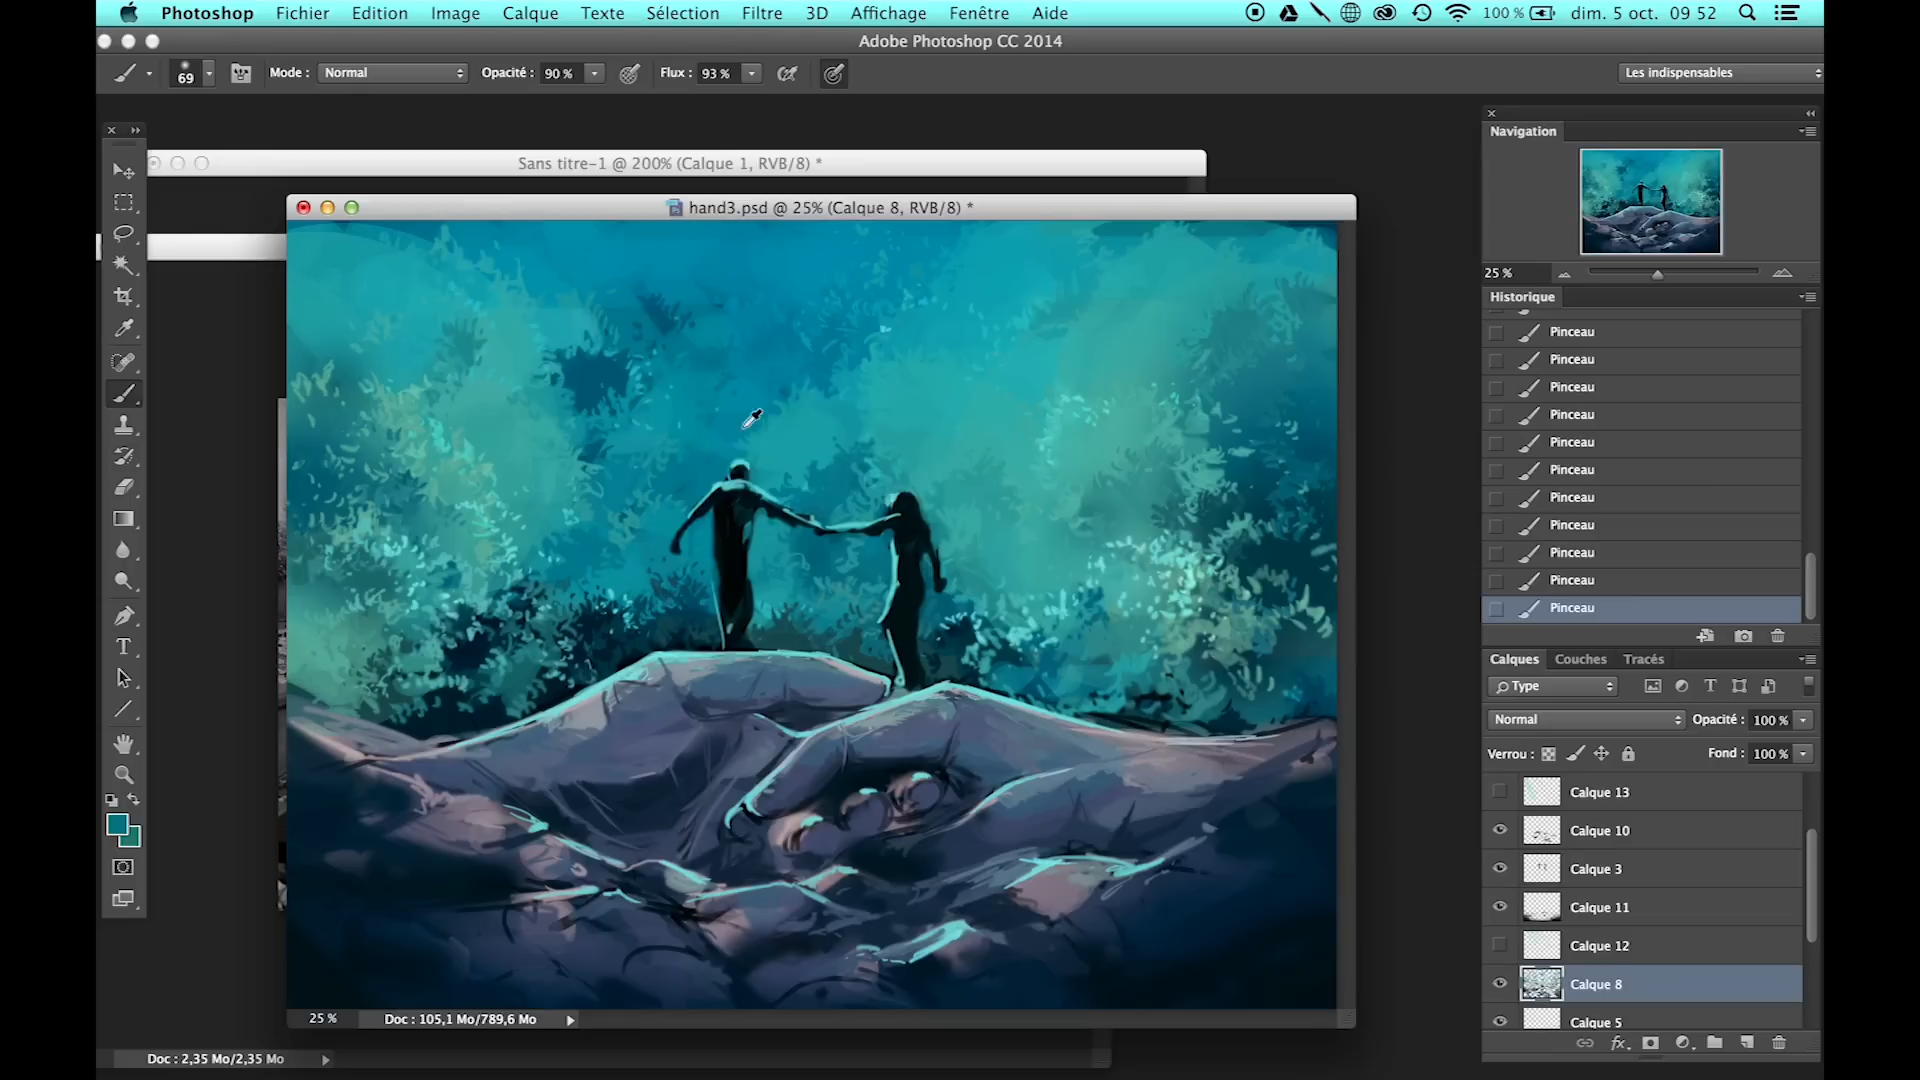 Photoshop Fichier Edition Image Calque Texte Sélection Filtre 3D Affichage Fenêtre Aide 100 % dim. 5 oct. 09 52
Adobe Photoshop CC 2014
69 Mode : Normal Opacité : 90 % Flux : 93 % Les indispensables
Navigation
Sans titre-1 @ 200% (Calque 1, RVB/8) *
hand3.psd @ 25% (Calque 8, RVB/8) *
25 %
Historique
Pinceau
Pinceau
Pinceau
Pinceau
Pinceau
Pinceau
Pinceau
Pinceau
Pinceau
Pinceau
Pinceau
Calques Couches Tracés
Type
Normal Opacité : 100 %
Verrou : Fond : 100 %
Calque 13
Calque 10
Calque 3
Calque 11
Calque 12
Calque 8
Calque 5
25 % Doc : 105,1 Mo/789,6 Mo
Doc : 2,35 Mo/2,35 Mo